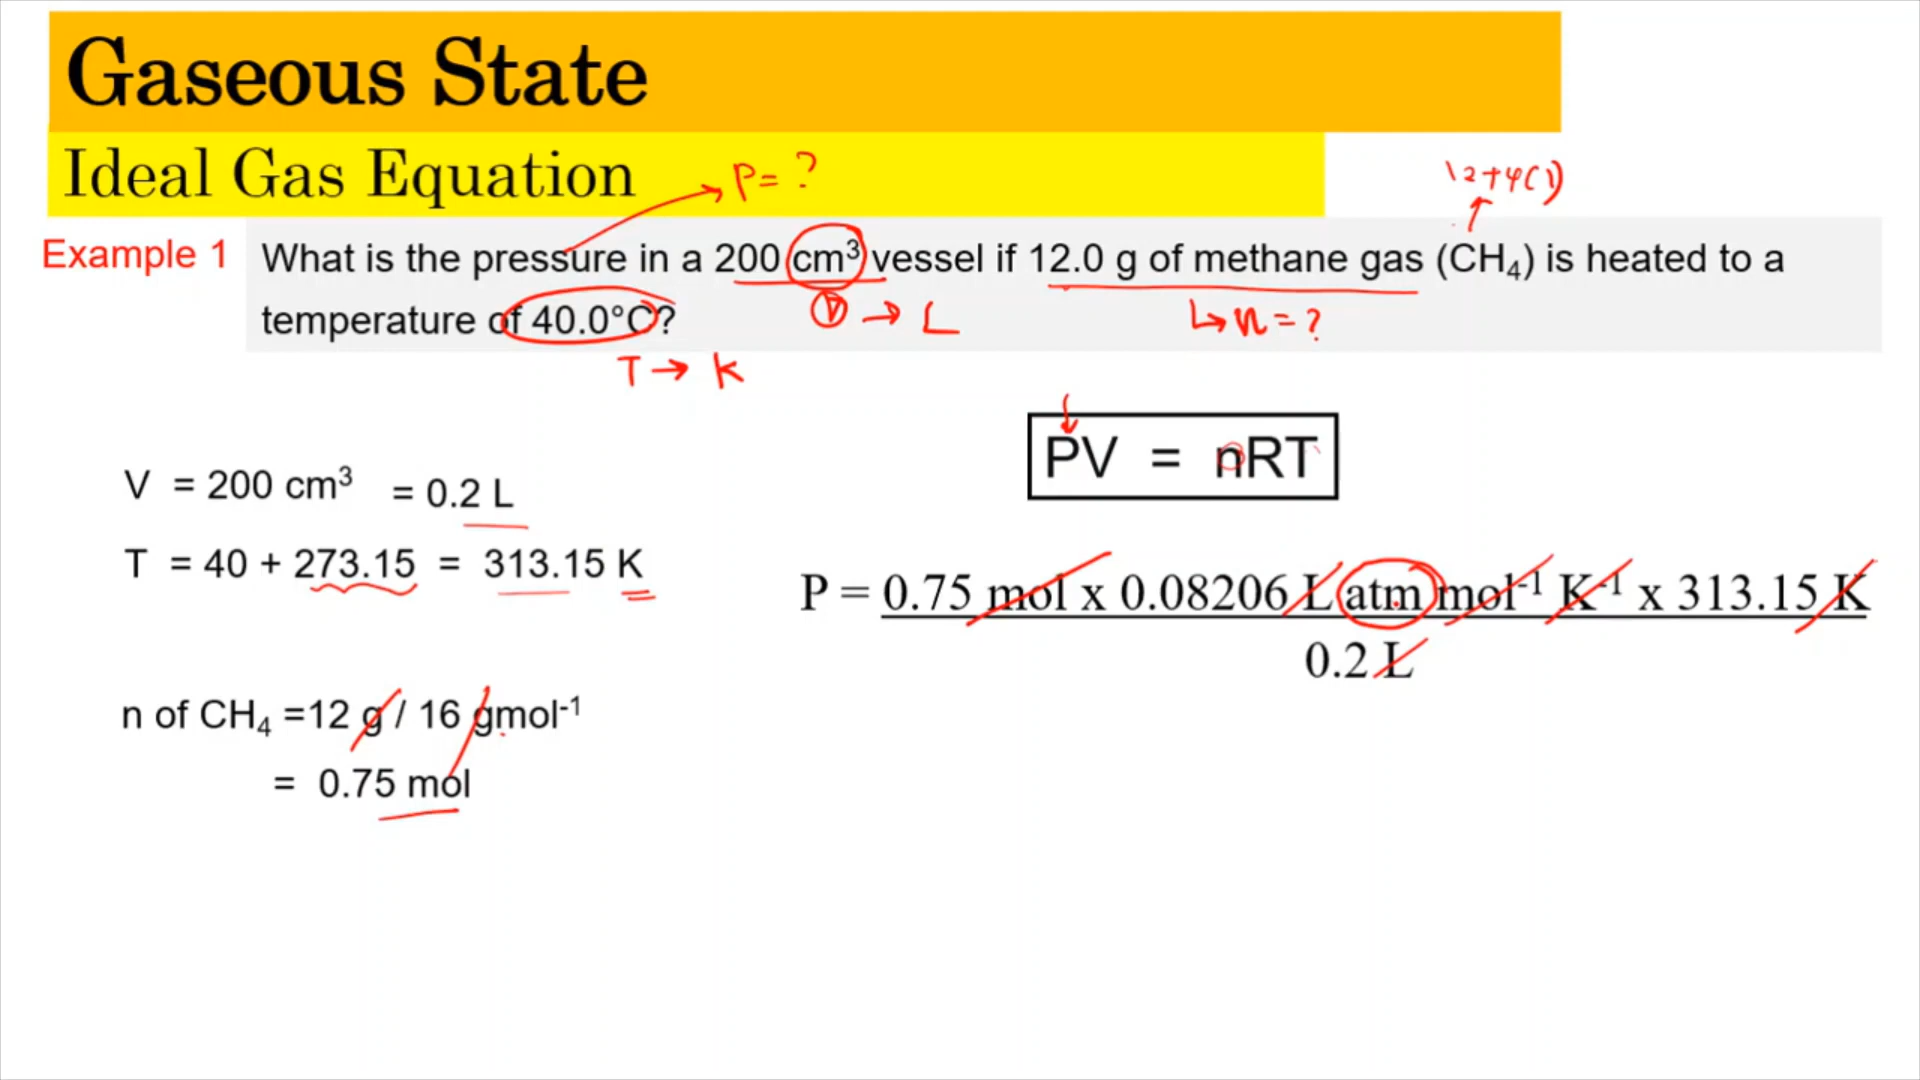 Gaseous State
Ideal Gas Equation
P = ?
12+4(1)
Example 1
What is the pressure in a 200 cm³ vessel if 12.0 g of methane gas (CH₄) is heated to a
temperature of 40.0°C?
V → L
↳ n = ?
T → K
PV = nRT
V = 200 cm³ = 0.2 L
T = 40 + 273.15 = 313.15 K
P = 0.75 mol x 0.08206 L atm mol⁻¹ K⁻¹ x 313.15 K
0.2 L
n of CH₄ =12 g / 16 gmol⁻¹
= 0.75 mol